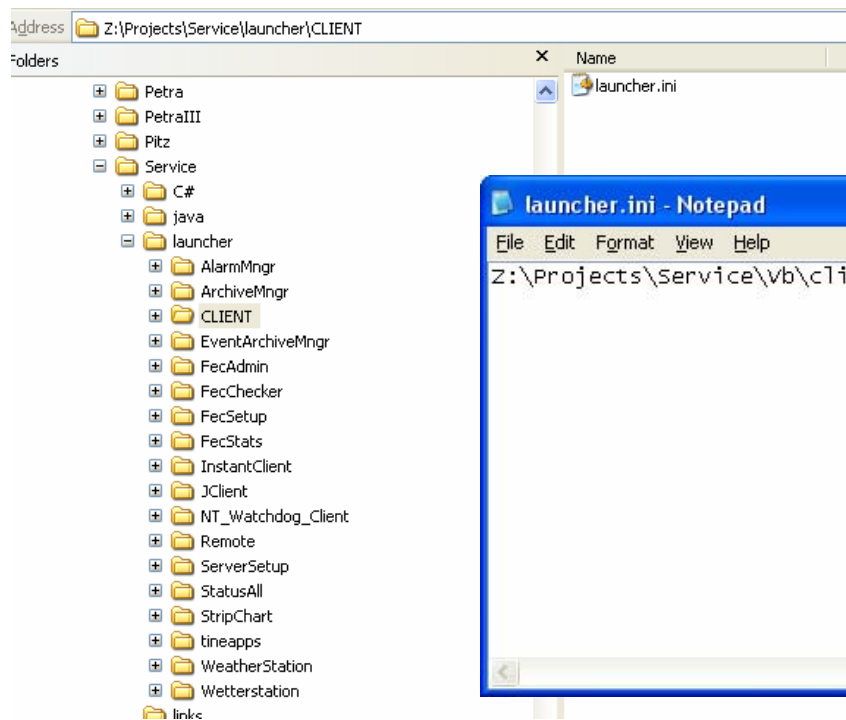 Address Z:\Projects\Service\launcher\CLIENT
Folders
Name
launcher.ini
Petra
PetraIII
Pitz
Service
C#
java
launcher
AlarmMngr
ArchiveMngr
CLIENT
EventArchiveMngr
FecAdmin
FecChecker
FecSetup
FecStats
InstantClient
JClient
NT_Watchdog_Client
Remote
ServerSetup
StatusAll
StripChart
tineapps
WeatherStation
Wetterstation
links
launcher.ini - Notepad
File Edit Format View Help
Z:\Projects\Service\Vb\cli